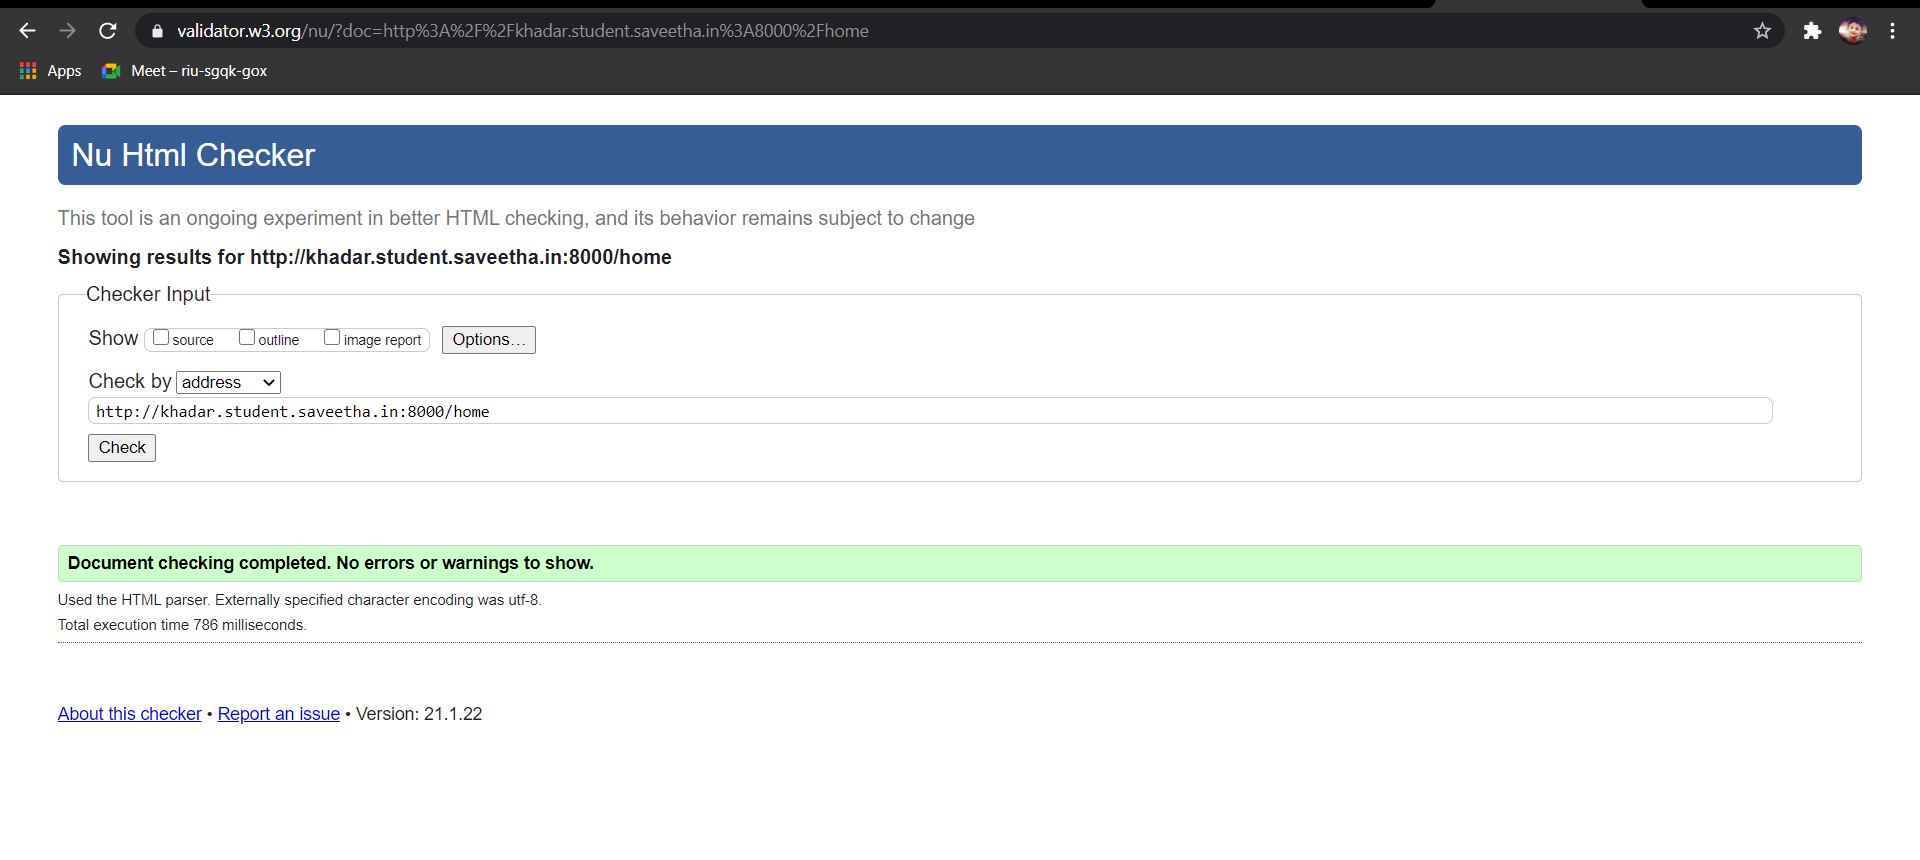 validator.w3.org/nu/?doc=http%3A%2F%2Fkhadar.student.saveetha.in%3A8000%2Fhome
Apps Meet – riu-sgqk-gox
Nu Html Checker
This tool is an ongoing experiment in better HTML checking, and its behavior remains subject to change
Showing results for http://khadar.student.saveetha.in:8000/home
Checker Input
Show source outline image report Options...
Check by address
http://khadar.student.saveetha.in:8000/home
Check
Document checking completed. No errors or warnings to show.
Used the HTML parser. Externally specified character encoding was utf-8.
Total execution time 786 milliseconds.
About this checker • Report an issue • Version: 21.1.22